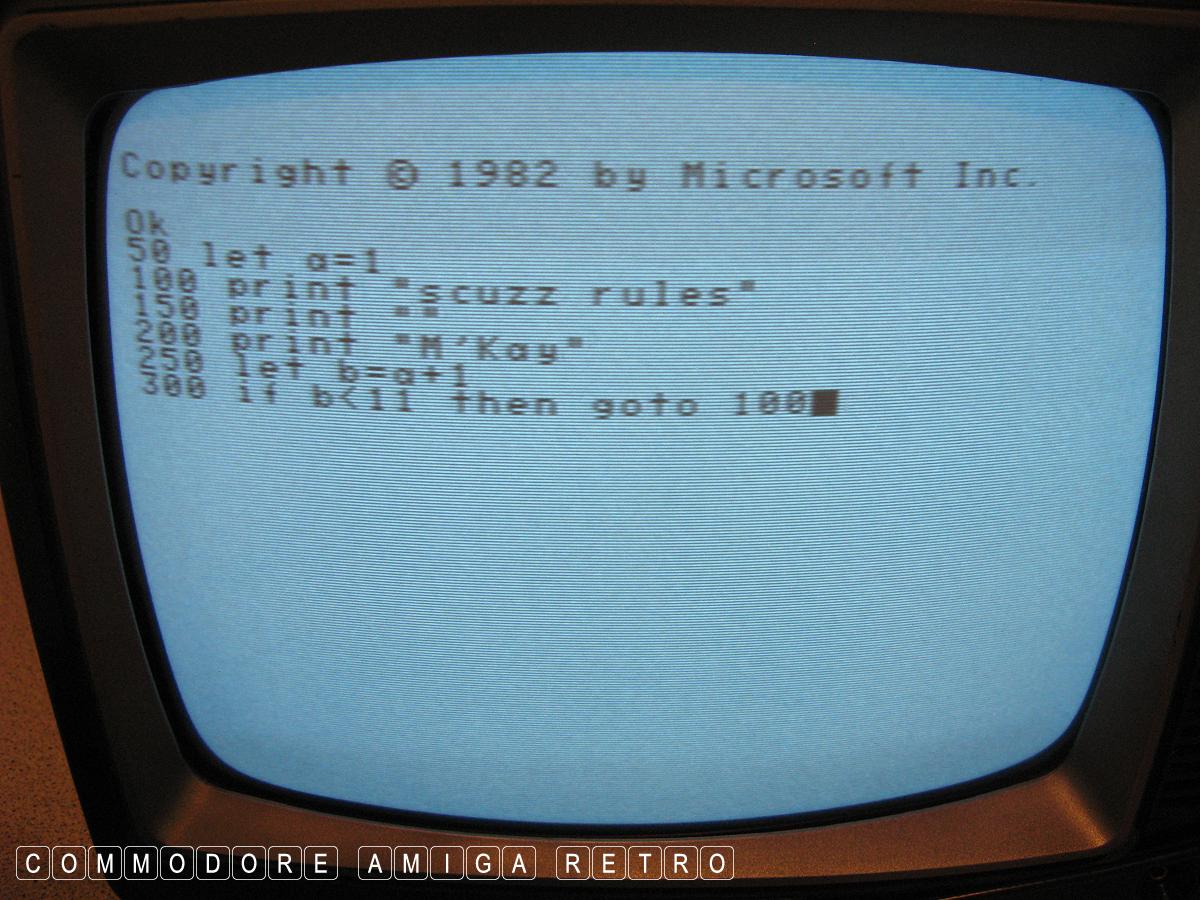 Copyright © 1982 by Microsoft Inc.
Ok
50 let a=1
100 print "scuzz rules"
150 print ""
200 print "M'Kay"
250 let b=a+1
300 if b<11 then goto 100
COMMODORE AMIGA RETRO